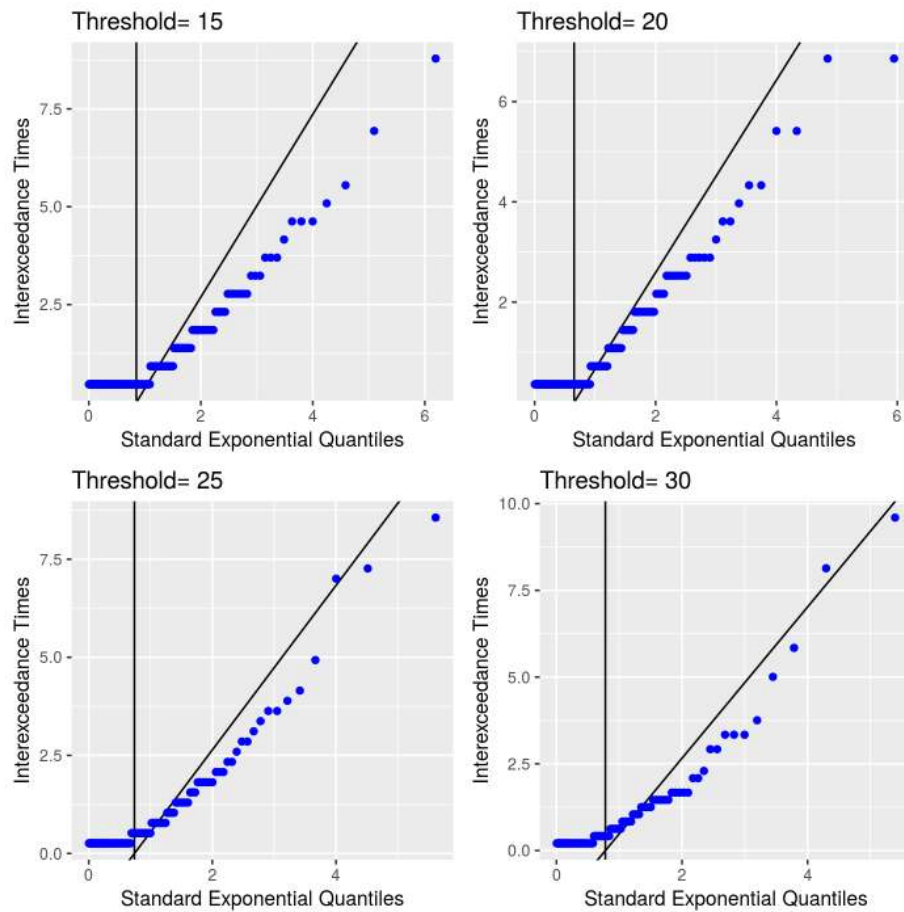 Threshold= 15
7.5
5.0
2.5
Interexceedance Times
0
2
4
6
Standard Exponential Quantiles
Threshold= 20
6
4
2
Interexceedance Times
0
2
4
6
Standard Exponential Quantiles
Threshold= 25
7.5
5.0
2.5
0.0
Interexceedance Times
0
2
4
Standard Exponential Quantiles
Threshold= 30
10.0
7.5
5.0
2.5
0.0
Interexceedance Times
0
2
4
Standard Exponential Quantiles